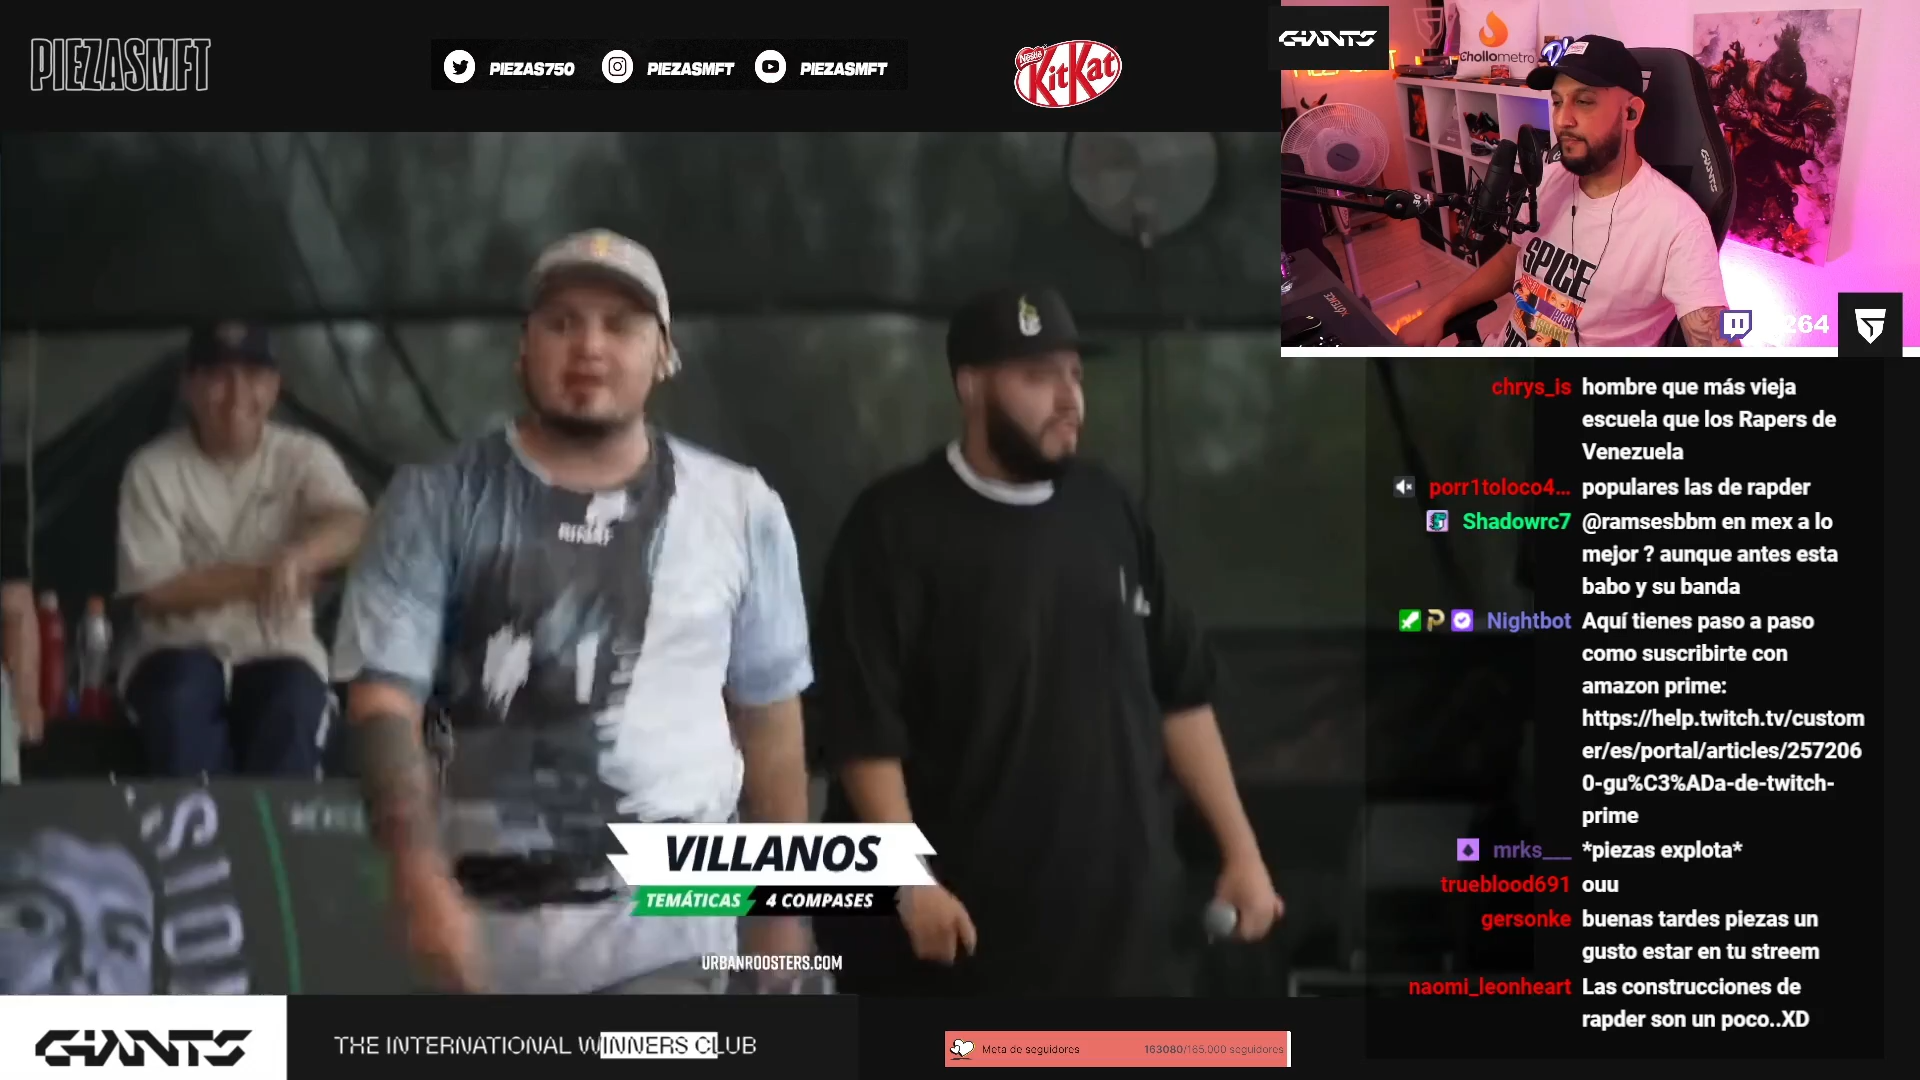 PIEZASMFT
PIEZAS750
PIEZASMFT
PIEZASMFT
Nestlé
KitKat
GIANTS
Chollometro
GIANTS
SPICE
264
chrys_is hombre que más vieja
escuela que los Rapers de
Venezuela
porr1toloco4... populares las de rapder
Shadowrc7 @ramsesbbm en mex a lo
mejor ? aunque antes esta
babo y su banda
Nightbot Aquí tienes paso a paso
como suscribirte con
amazon prime:
https://help.twitch.tv/custom
er/es/portal/articles/257206
0-gu%C3%ADa-de-twitch-
prime
mrks___ *piezas explota*
trueblood691 ouu
gersonke buenas tardes piezas un
gusto estar en tu streem
naomi_leonheart Las construcciones de
rapder son un poco..XD
VILLANOS
TEMÁTICAS 4 COMPASES
URBANROOSTERS.COM
GIANTS
THE INTERNATIONAL WINNERS CLUB
Meta de seguidores 163080/165,000 seguidores